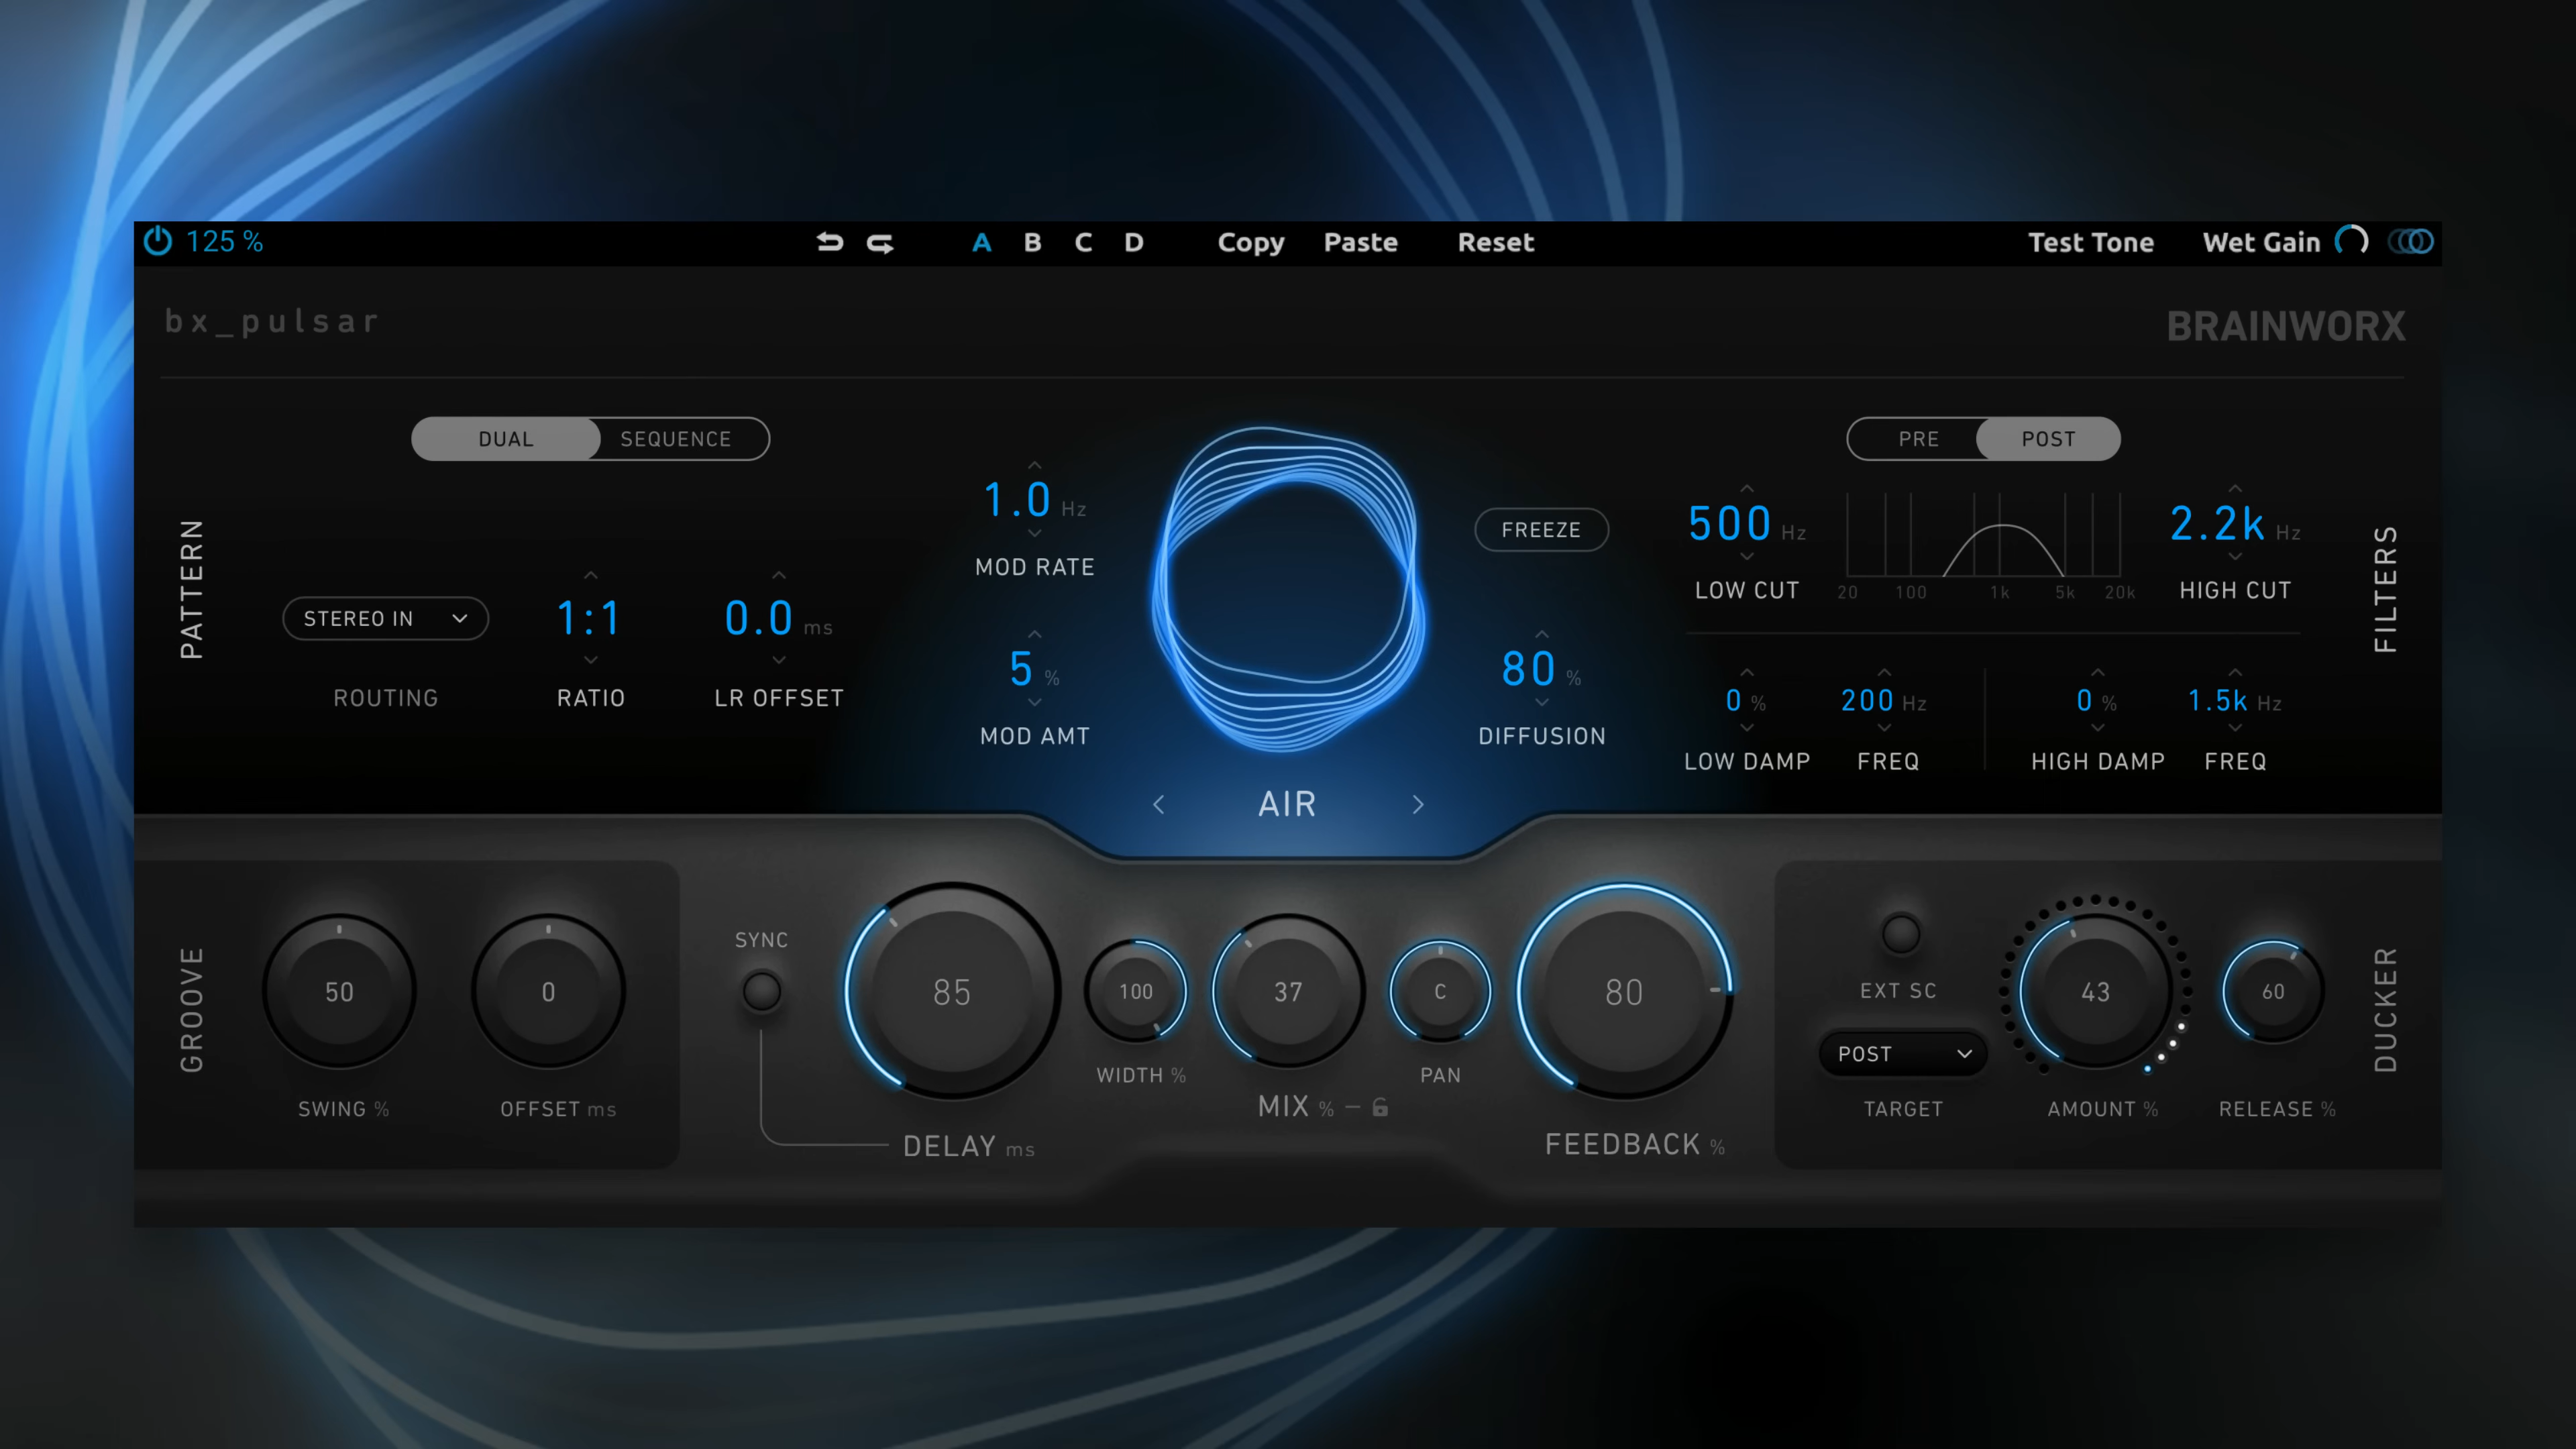 125 %
A B C D Copy Paste Reset Test Tone Wet Gain
bx_pulsar
BRAINWORX
DUAL SEQUENCE
PATTERN
STEREO IN
ROUTING
1:1
RATIO
0.0 ms
LR OFFSET
1.0 Hz
MOD RATE
5 %
MOD AMT
FREEZE
80 %
DIFFUSION
AIR
PRE POST
500 Hz
LOW CUT
20 100 1k 5k 20k
2.2k Hz
HIGH CUT
0 %
LOW DAMP
200 Hz
FREQ
0 %
HIGH DAMP
1.5k Hz
FREQ
FILTERS
GROOVE
50
SWING %
0
OFFSET ms
SYNC
85
DELAY ms
100
WIDTH %
37
MIX %
C
PAN
80
FEEDBACK %
EXT SC
POST
TARGET
43
AMOUNT %
60
RELEASE %
DUCKER